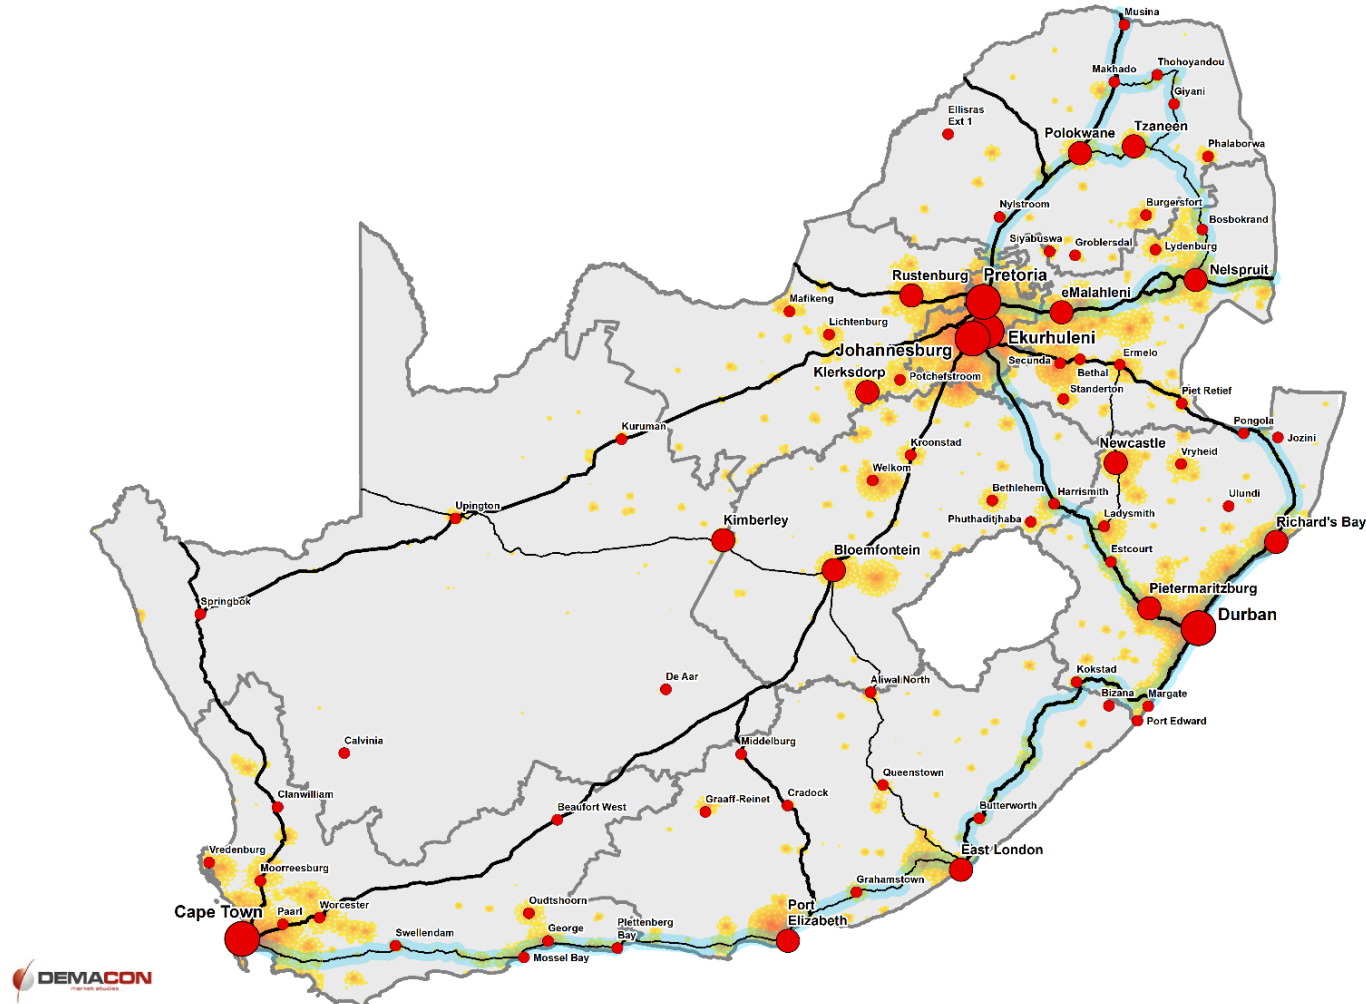 Musina
Makhado
Thohoyandou
Giyani
Ellisras
Ext 1
Polokwane
Tzaneen
Phalaborwa
Nylstroom
Burgersfort
Bosbokrand
Siyabuswa
Groblersdal
Lydenburg
Rustenburg
Pretoria
eMalahleni
Nelspruit
Mafikeng
Lichtenburg
Johannesburg
Ekurhuleni
Secunda
Bethal
Ermelo
Klerksdorp
Potchefstroom
Standerton
Piet Retief
Pongola
Jozini
Kuruman
Kroonstad
Newcastle
Vryheid
Welkom
Bethlehem
Harrismith
Ulundi
Upington
Phuthaditjhaba
Ladysmith
Kimberley
Richard's Bay
Bloemfontein
Estcourt
Pietermaritzburg
Durban
Springbok
De Aar
Aliwal North
Kokstad
Bizana
Margate
Port Edward
Calvinia
Middelburg
Queenstown
Clanwilliam
Beaufort West
Graaff-Reinet
Cradock
Butterworth
Vredenburg
Moorreesburg
East London
Grahamstown
Cape Town
Paarl
Worcester
Oudtshoorn
Port
Elizabeth
Swellendam
George
Plettenberg
Bay
Mossel Bay
DEMACON
market studies